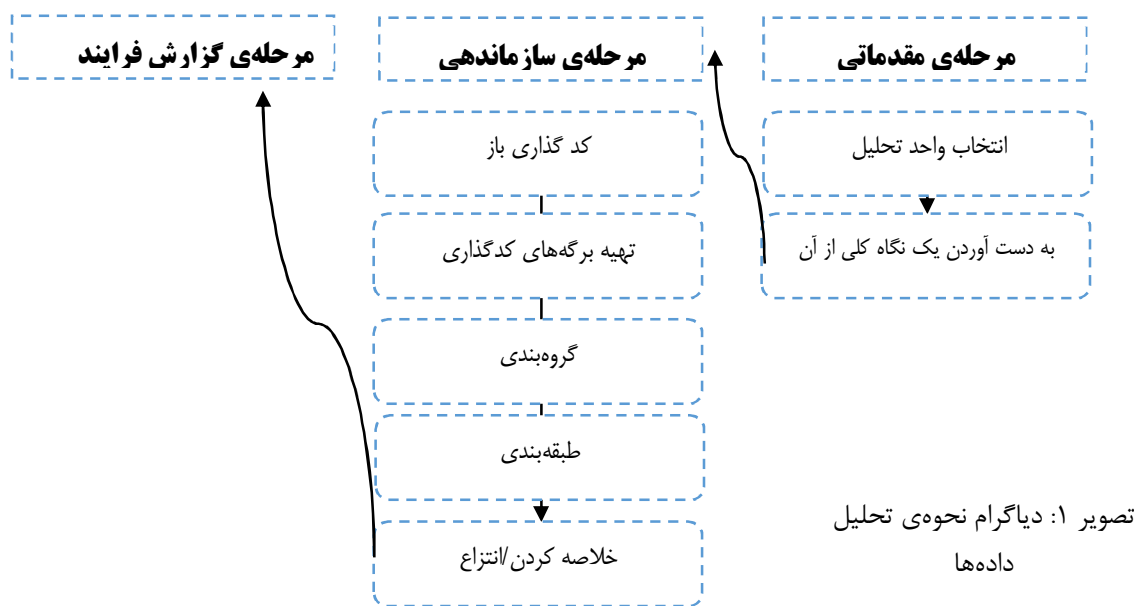 مرحله‌ی مقدماتی
انتخاب واحد تحلیل
به دست آوردن یک نگاه کلی از آن
مرحله‌ی سازماندهی
کد گذاری باز
تهیه برگه‌های کدگذاری
گروه‌بندی
طبقه‌بندی
خلاصه کردن/انتزاع
مرحله‌ی گزارش فرایند
تصویر ۱: دیاگرام نحوه‌ی تحلیل
داده‌ها